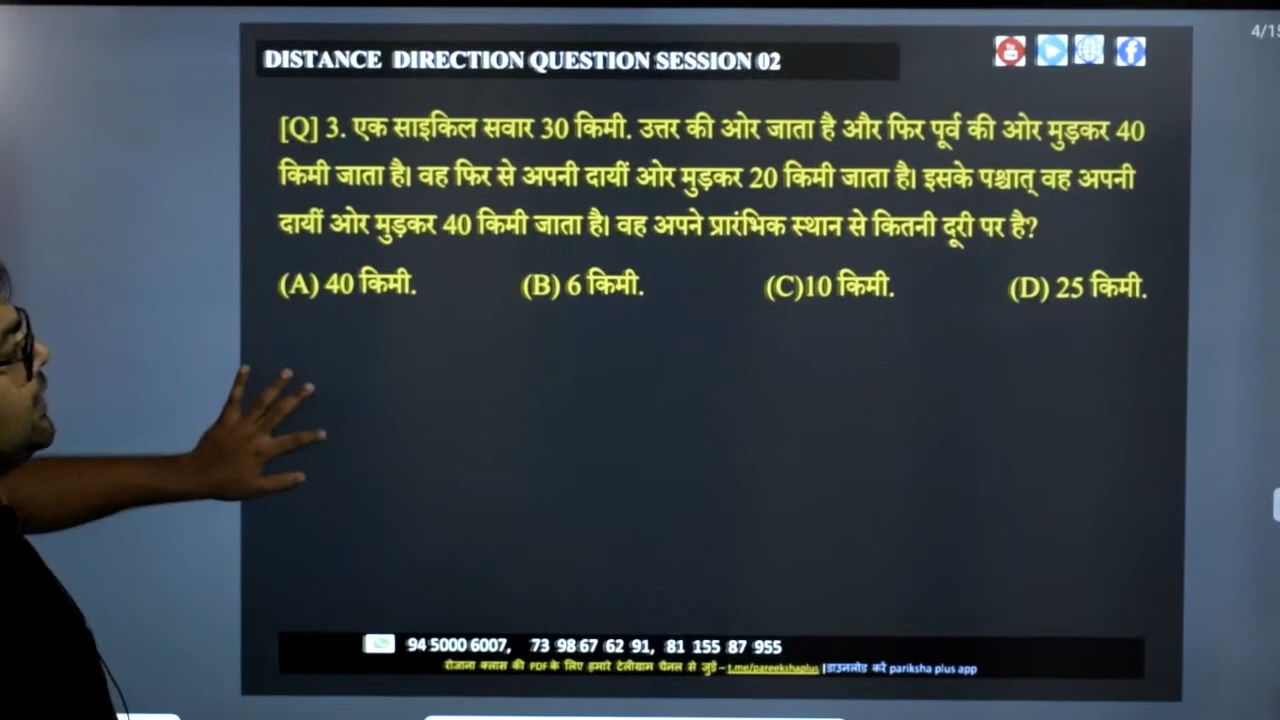 4/15
DISTANCE DIRECTION QUESTION SESSION 02
[Q] 3. एक साइकिल सवार 30 किमी. उत्तर की ओर जाता है और फिर पूर्व की ओर मुड़कर 40
किमी जाता है। वह फिर से अपनी दायीं ओर मुड़कर 20 किमी जाता है। इसके पश्चात् वह अपनी
दायीं ओर मुड़कर 40 किमी जाता है। वह अपने प्रारंभिक स्थान से कितनी दूरी पर है?
(A) 40 किमी. (B) 6 किमी. (C)10 किमी. (D) 25 किमी.
94 5000 6007, 73 98 67 62 91, 81 155 87 955
रोजाना क्लास की PDF के लिए हमारे टेलीग्राम चैनल से जुड़ें – t.me/pareekshaplus |डाउनलोड करें pariksha plus app